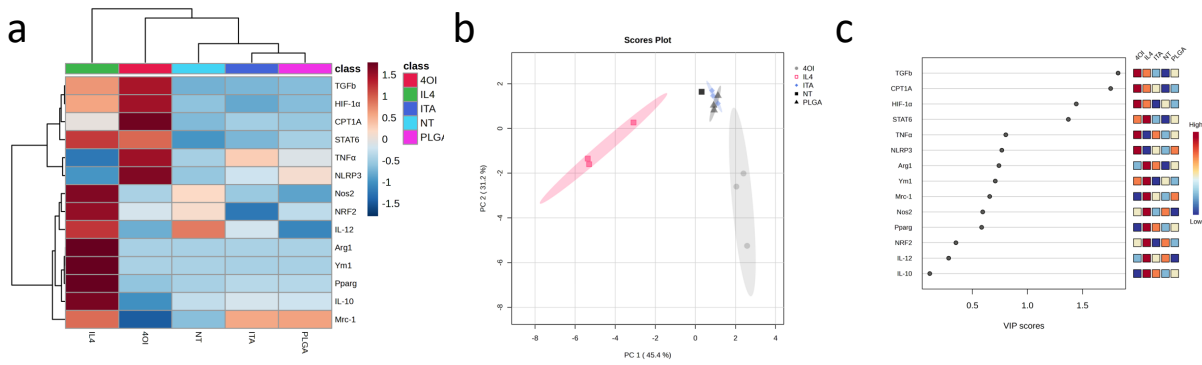 a
class
TGFb
HIF-1α
CPT1A
STAT6
TNFα
NLRP3
Nos2
NRF2
IL-12
Arg1
Ym1
Pparg
IL-10
Mrc-1
IL4
4OI
NT
ITA
PLGA
1.5
1
0.5
0
-0.5
-1
-1.5
class
4OI
IL4
ITA
NT
PLGA
b
Scores Plot
4OI
IL4
ITA
NT
PLGA
PC 2 ( 31.2 %)
2
0
-2
-4
-6
-8
-8
-6
-4
-2
0
2
4
PC 1 ( 45.4 %)
c
4OI
IL4
ITA
NT
PLGA
TGFb
CPT1A
HIF-1α
STAT6
TNFα
NLRP3
Arg1
Ym1
Mrc-1
Nos2
Pparg
NRF2
IL-12
IL-10
0.5
1.0
1.5
VIP scores
High
Low